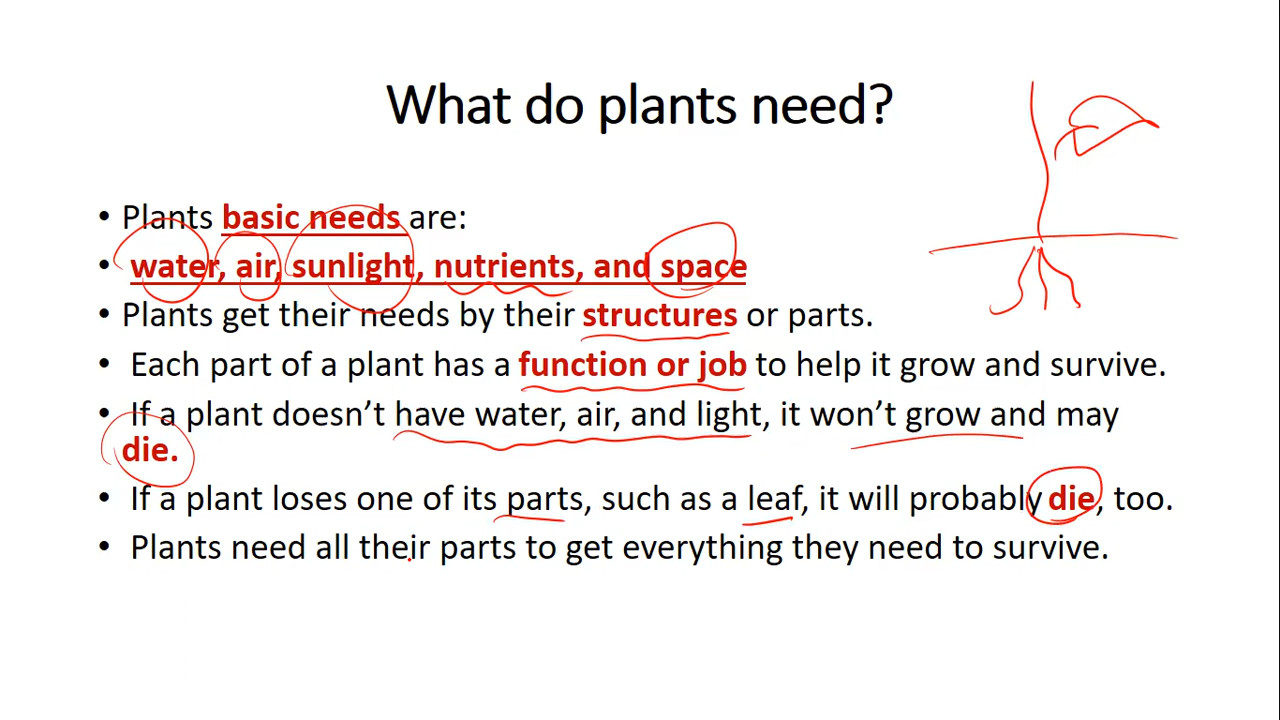 What do plants need?
• Plants basic needs are:
• water, air, sunlight, nutrients, and space
• Plants get their needs by their structures or parts.
• Each part of a plant has a function or job to help it grow and survive.
• If a plant doesn’t have water, air, and light, it won’t grow and may
die.
• If a plant loses one of its parts, such as a leaf, it will probably die, too.
• Plants need all their parts to get everything they need to survive.